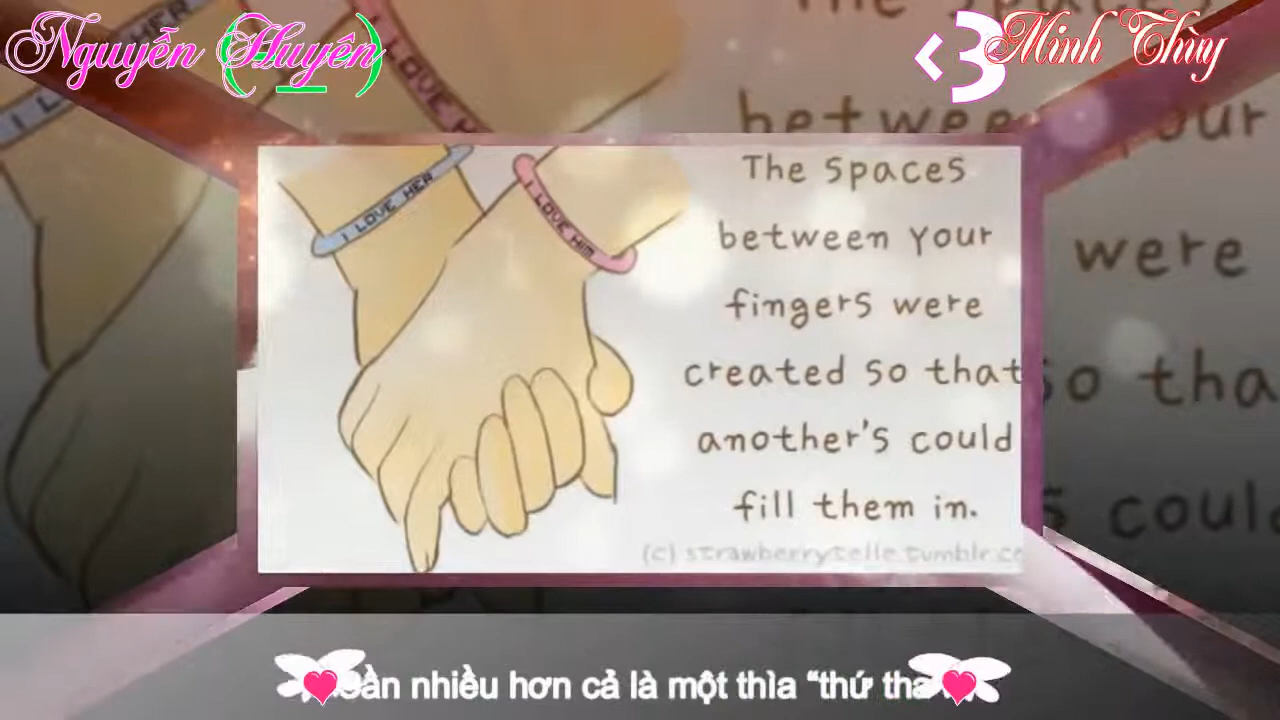 Nguyễn Huyên (=_=)
<3 Minh Thùy
I LOVE HER
I LOVE HIM
The spaces
between your
fingers were
created so that
another's could
fill them in.
(c) strawberrytelle.tumblr.co
nhiều hơn cả là một thìa “thứ tha